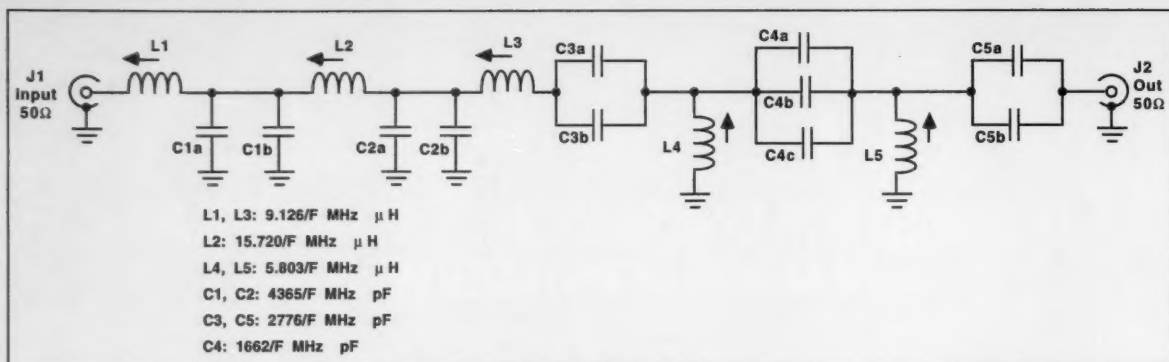 J1
Input
50Ω
L1
L2
L3
C1a
C1b
C2a
C2b
C3a
C3b
L4
C4a
C4b
C4c
L5
C5a
C5b
J2
Out
50Ω
L1, L3: 9.126/F MHz μH
L2: 15.720/F MHz μH
L4, L5: 5.803/F MHz μH
C1, C2: 4365/F MHz pF
C3, C5: 2776/F MHz pF
C4: 1662/F MHz pF